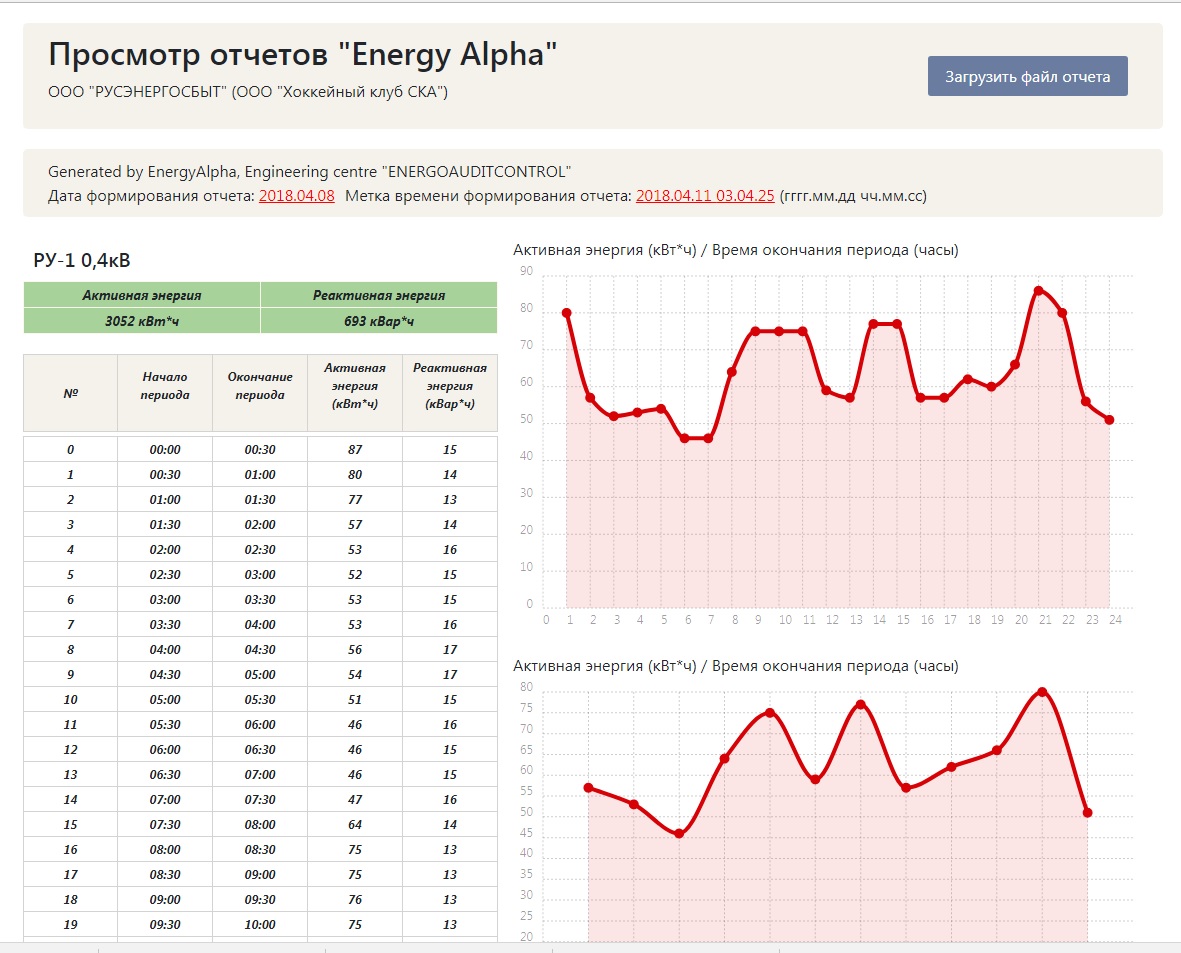 Просмотр отчетов "Energy Alpha"
ООО "РУСЭНЕРГОСБЫТ" (ООО "Хоккейный клуб СКА")
Загрузить файл отчета
Generated by EnergyAlpha, Engineering centre "ENERGOAUDITCONTROL"
Дата формирования отчета: 2018.04.08 Метка времени формирования отчета: 2018.04.11 03.04.25 (гггг.мм.дд чч.мм.сс)
РУ-1 0,4кВ
Активная энергия Реактивная энергия
3052 кВт*ч 693 кВар*ч
№ Начало периода Окончание периода Активная энергия (кВт*ч) Реактивная энергия (кВар*ч)
0 00:00 00:30 87 15
1 00:30 01:00 80 14
2 01:00 01:30 77 13
3 01:30 02:00 57 14
4 02:00 02:30 53 16
5 02:30 03:00 52 15
6 03:00 03:30 53 15
7 03:30 04:00 53 16
8 04:00 04:30 56 17
9 04:30 05:00 54 17
10 05:00 05:30 51 15
11 05:30 06:00 46 16
12 06:00 06:30 46 15
13 06:30 07:00 46 15
14 07:00 07:30 47 16
15 07:30 08:00 64 14
16 08:00 08:30 75 13
17 08:30 09:00 75 13
18 09:00 09:30 76 13
19 09:30 10:00 75 13
Активная энергия (кВт*ч) / Время окончания периода (часы)
90
80
70
60
50
40
30
20
10
0
0 1 2 3 4 5 6 7 8 9 10 11 12 13 14 15 16 17 18 19 20 21 22 23 24
Активная энергия (кВт*ч) / Время окончания периода (часы)
80
75
70
65
60
55
50
45
40
35
30
25
20